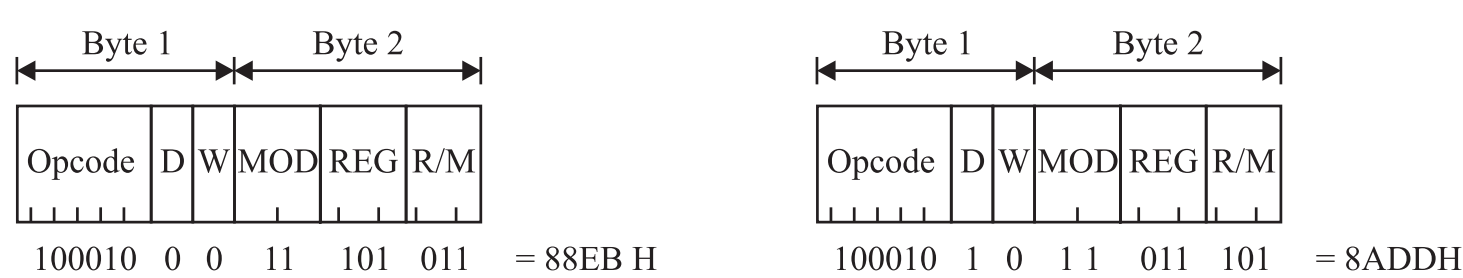 Byte 1 Byte 2
Opcode D W MOD REG R/M
100010 0 0 11 101 011 = 88EB H
Byte 1 Byte 2
Opcode D W MOD REG R/M
100010 1 0 1 1 011 101 = 8ADDH